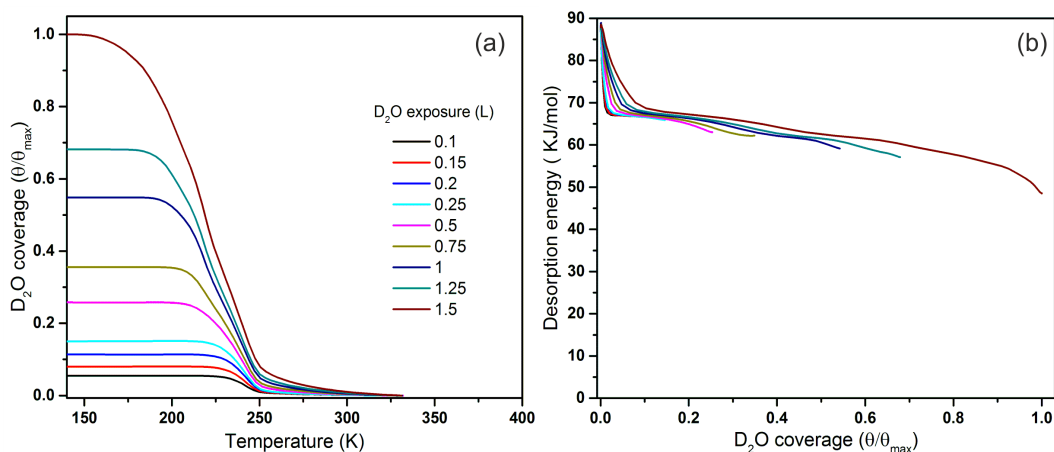 (a)
D₂O coverage (θ/θmax)
1.0
0.8
0.6
0.4
0.2
0.0
D₂O exposure (L)
0.1
0.15
0.2
0.25
0.5
0.75
1
1.25
1.5
150 200 250 300 350 400
Temperature (K)
(b)
Desorption energy ( KJ/mol)
90
80
70
60
50
40
30
20
10
0
0.0 0.2 0.4 0.6 0.8 1.0
D₂O coverage (θ/θmax)